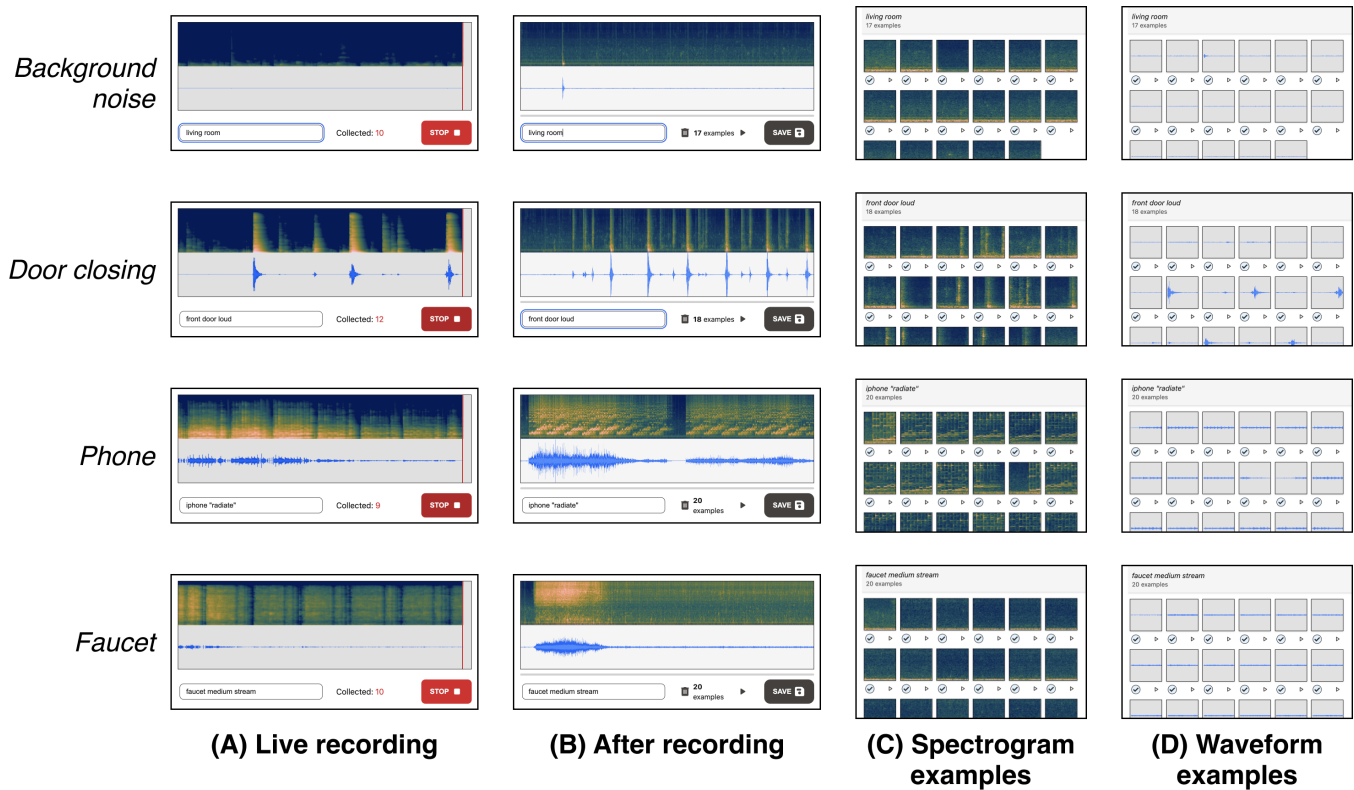 Background
noise
living room
Collected: 10
STOP
living room
17 examples
SAVE
living room
17 examples
living room
17 examples
Door closing
front door loud
Collected: 12
STOP
front door loud
18 examples
SAVE
front door loud
18 examples
front door loud
18 examples
Phone
iphone "radiate"
Collected: 9
STOP
iphone "radiate"
20
examples
SAVE
iphone "radiate"
20 examples
iphone "radiate"
20 examples
Faucet
faucet medium stream
Collected: 10
STOP
faucet medium stream
20
examples
SAVE
faucet medium stream
20 examples
faucet medium stream
20 examples
(A) Live recording
(B) After recording
(C) Spectrogram
examples
(D) Waveform
examples